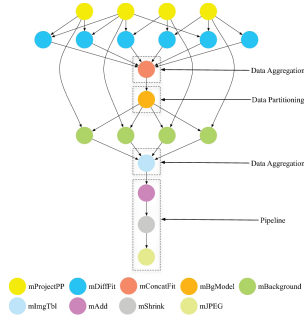 Data Aggregation
Data Partitioning
Data Aggregation
Pipeline
mProjectPP mDiffFit mConcatFit mBgModel mBackground
mImgTbl mAdd mShrink mJPEG